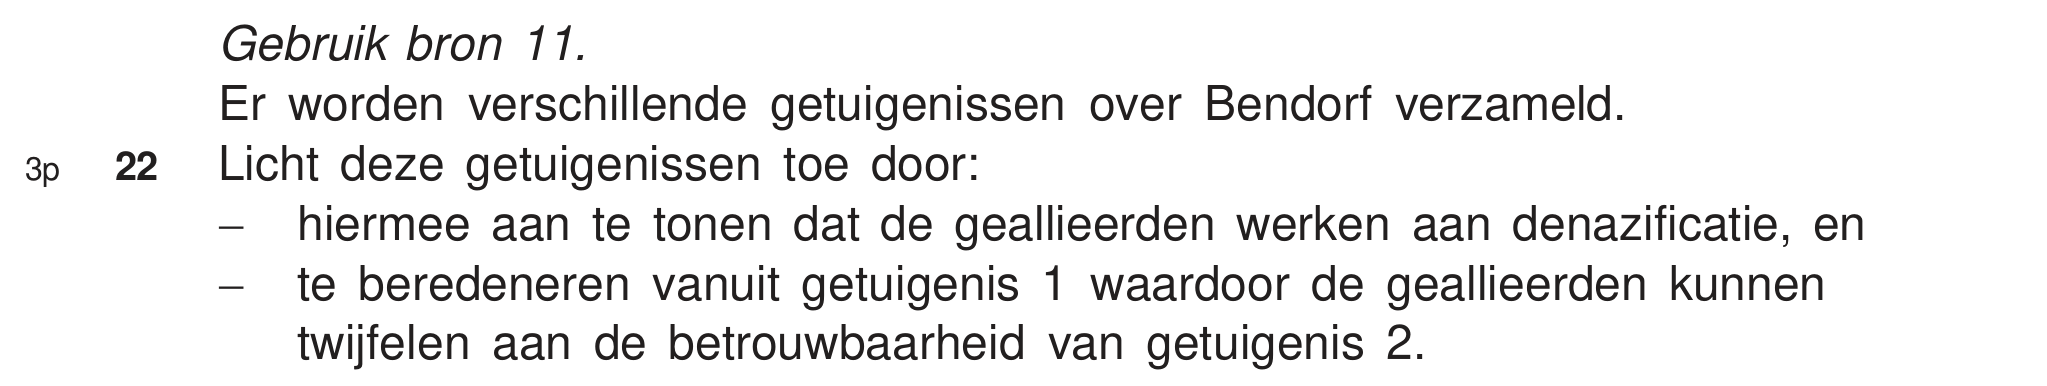 Gebruik bron 11.
Er worden verschillende getuigenissen over Bendorf verzameld.
3p 22 Licht deze getuigenissen toe door:
– hiermee aan te tonen dat de geallieerden werken aan denazificatie, en
– te beredeneren vanuit getuigenis 1 waardoor de geallieerden kunnen
twijfelen aan de betrouwbaarheid van getuigenis 2.